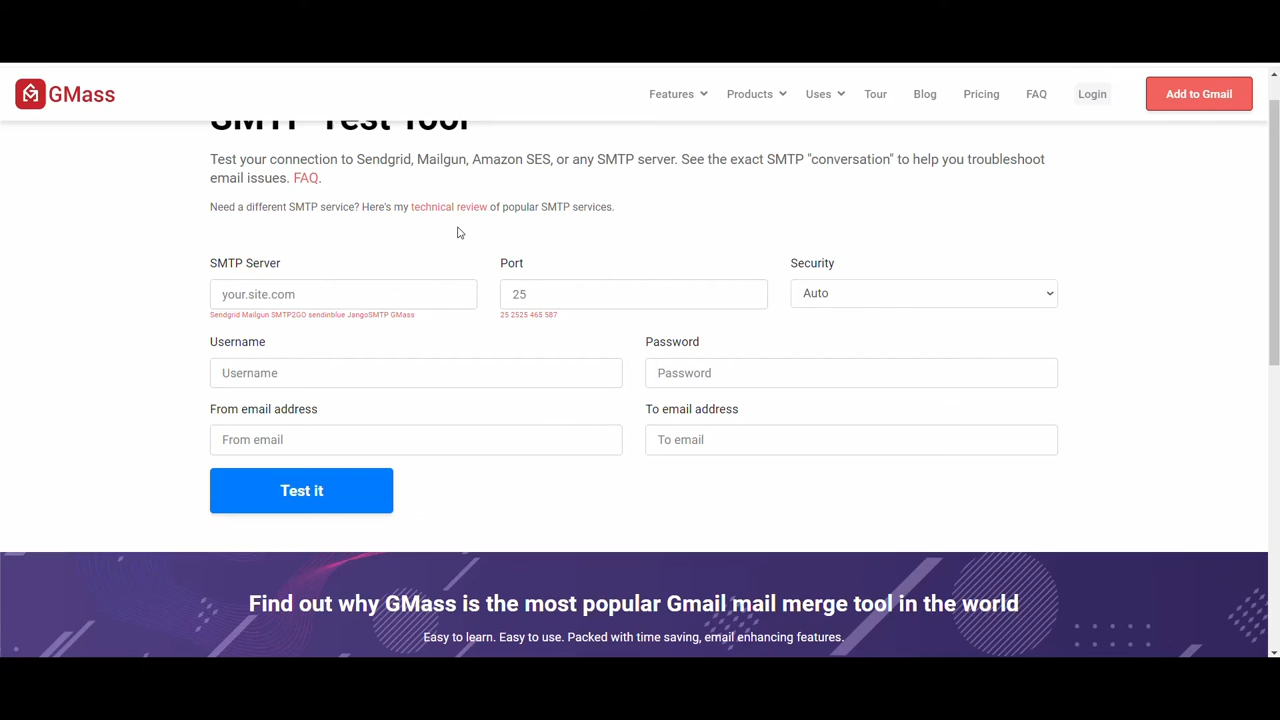 GMass
Features Products Uses Tour Blog Pricing FAQ Login Add to Gmail
SMTP Test Tool
Test your connection to Sendgrid, Mailgun, Amazon SES, or any SMTP server. See the exact SMTP "conversation" to help you troubleshoot
email issues. FAQ.
Need a different SMTP service? Here's my technical review of popular SMTP services.
SMTP Server Port Security
your.site.com 25 Auto
Sendgrid Mailgun SMTP2GO sendinblue JangoSMTP GMass 25 2525 465 587
Username Password
Username Password
From email address To email address
From email To email
Test it
Find out why GMass is the most popular Gmail mail merge tool in the world
Easy to learn. Easy to use. Packed with time saving, email enhancing features.